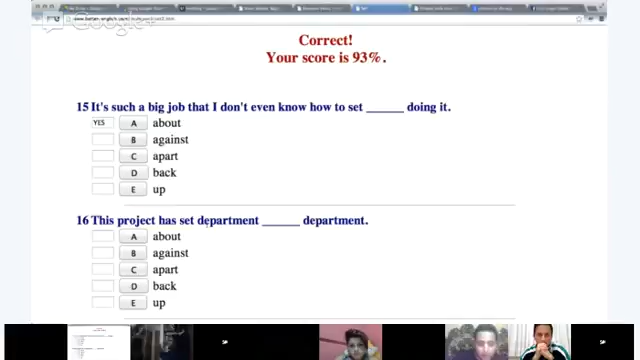 Correct!
Your score is 93%.
15 It's such a big job that I don't even know how to set ______ doing it.
YES A about
B against
C apart
D back
E up
16 This project has set department ______ department.
A about
B against
C apart
D back
E up